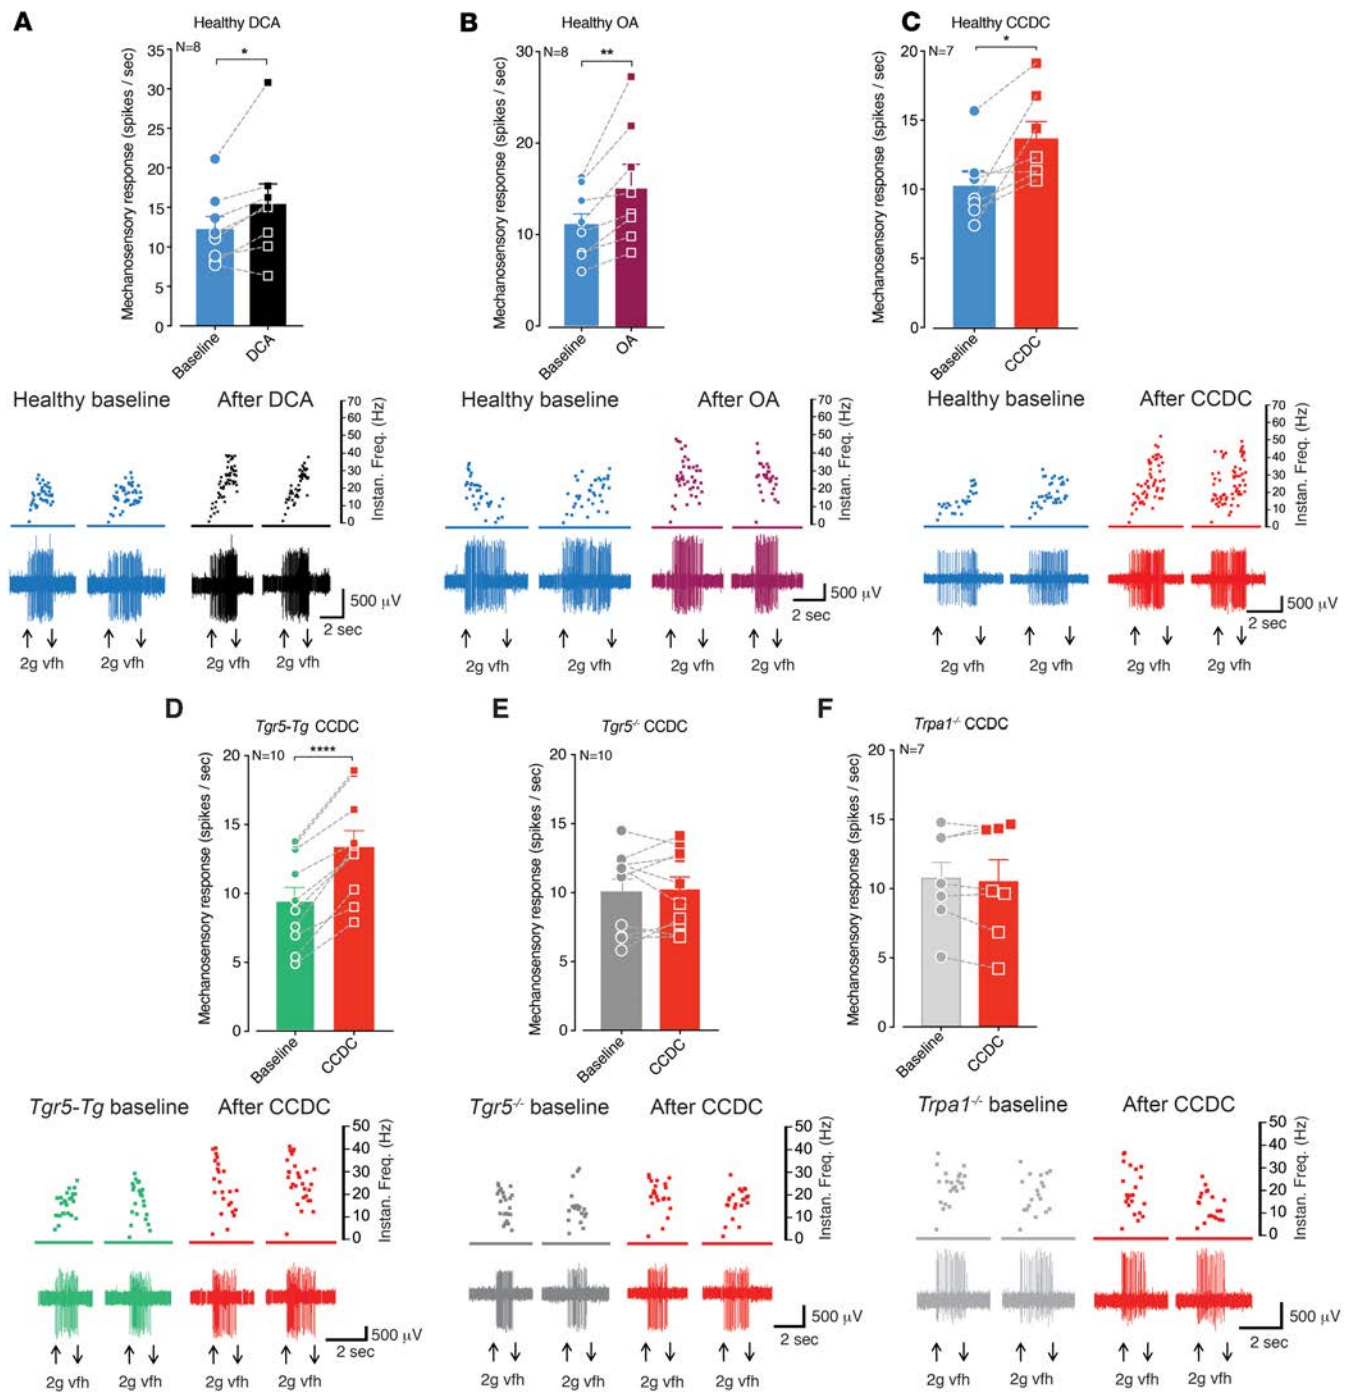 A
Healthy DCA
N=8
*
Mechanosensory response (spikes / sec)
35
30
25
20
15
10
5
0
Baseline
DCA
B
Healthy OA
N=8
**
Mechanosensory response (spikes / sec)
30
20
10
0
Baseline
OA
C
Healthy CCDC
N=7
*
Mechanosensory response (spikes / sec)
20
15
10
5
0
Baseline
CCDC
Healthy baseline
After DCA
70
50
40
30
20
10
0
Instan. Freq. (Hz)
500 μV
2 sec
2g vfh
2g vfh
2g vfh
2g vfh
Healthy baseline
After OA
70
50
40
30
20
10
0
Instan. Freq. (Hz)
500 μV
2 sec
2g vfh
2g vfh
2g vfh
2g vfh
Healthy baseline
After CCDC
70
60
50
40
30
20
10
0
Instan. Freq. (Hz)
500 μV
2 sec
2g vfh
2g vfh
2g vfh
2g vfh
D
Tgr5-Tg CCDC
N=10
****
Mechanosensory response (spikes / sec)
20
15
10
5
0
Baseline
CCDC
E
Tgr5-/- CCDC
N=10
Mechanosensory response (spikes / sec)
20
15
10
5
0
Baseline
CCDC
F
Trpa1-/- CCDC
N=7
Mechanosensory response (spikes / sec)
20
15
10
5
0
Baseline
CCDC
Tgr5-Tg baseline
After CCDC
50
40
30
20
10
0
Instan. Freq. (Hz)
500 μV
2 sec
2g vfh
2g vfh
2g vfh
2g vfh
Tgr5-/- baseline
After CCDC
50
40
30
20
10
0
Instan. Freq. (Hz)
500 μV
2 sec
2g vfh
2g vfh
2g vfh
2g vfh
Trpa1-/- baseline
After CCDC
50
40
30
20
10
0
Instan. Freq. (Hz)
500 μV
2 sec
2g vfh
2g vfh
2g vfh
2g vfh